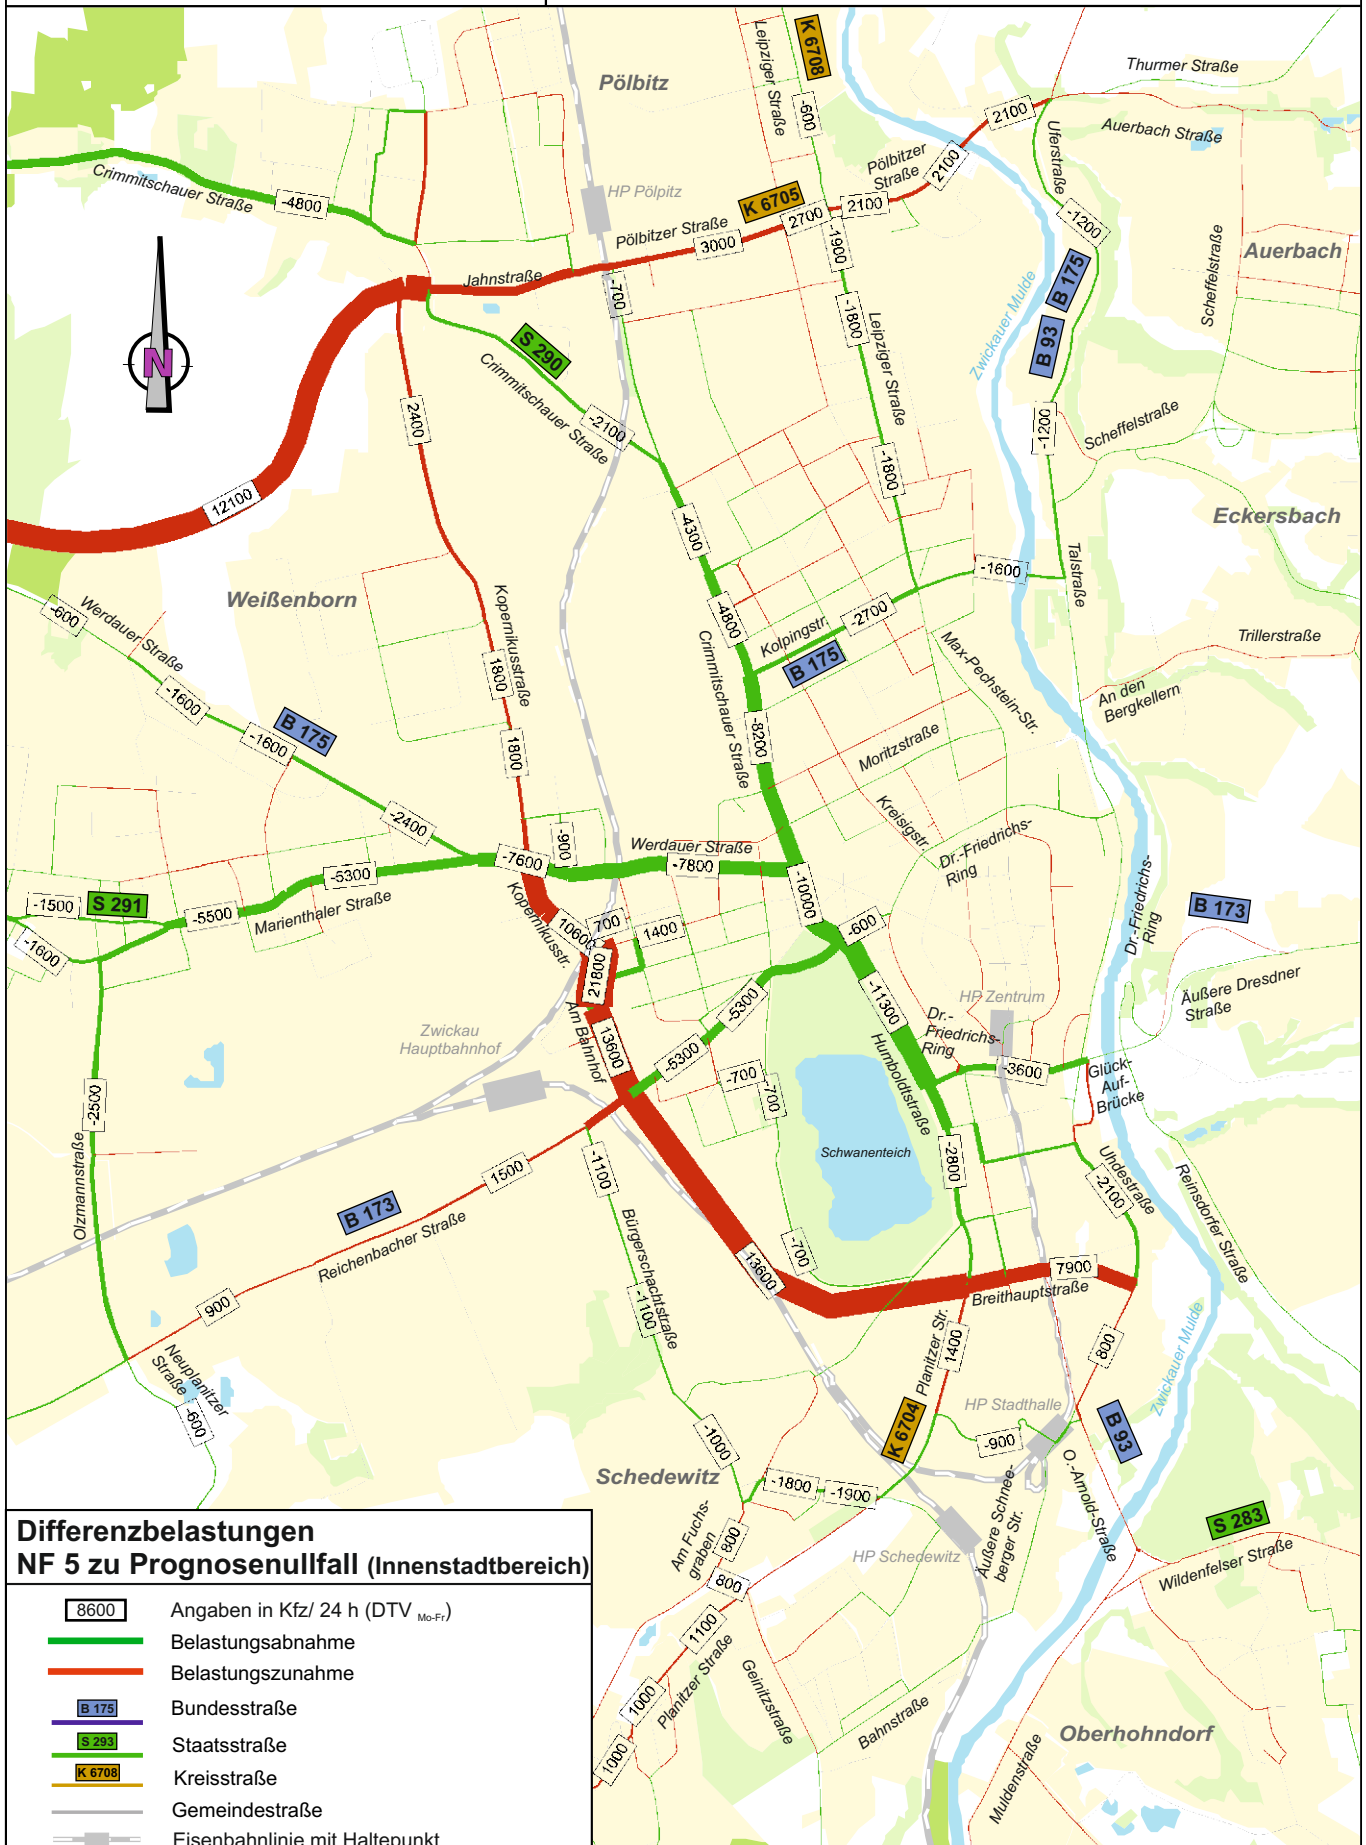 Pölbitz
Leipziger Straße
K 6708
-600
Thurmer Straße
2100
Auerbach Straße
Uferstraße
Crimmitschauer Straße
-4800
HP Pölpitz
K 6705
Pölbitzer
Straße
2100
Pölbitzer Straße
3000
2700
2100
-1900
-1200
Auerbach
Scheffelstraße
B 175
B 93
Zwickauer Mulde
Jahnstraße
-700
-1800
Leipziger Straße
N
S 290
Crimmitschauer Straße
-2100
2400
-1200
Scheffelstraße
-1800
12100
-4300
Eckersbach
-1600
Talstraße
Weißenborn
-600
Werdauer Straße
Kopernikusstraße
1800
-4800
Kolpingstr.
-2700
B 175
Crimmitschauer Straße
Max-Pechstein-Str.
Trillerstraße
An den
Bergkellern
-1600
B 175
-1600
1800
-8200
Moritzstraße
-2400
-900
Kreisigstr.
Dr.-Friedrichs-
Ring
-7600
Werdauer Straße
-7800
-5300
Marienthaler Straße
-1500
S 291
-5500
-1600
Kopernikusstr.
10600
700
1400
21800
-10000
-600
Dr.-Friedrichs-
Ring
B 173
Äußere Dresdner
Straße
Zwickau
Hauptbahnhof
Am Bahnhof
13600
-5300
-5300
-11300
HP Zentrum
Dr.-
Friedrichs-
Ring
-3600
Glück-
Auf-
Brücke
-700
-700
Humboldtstraße
-2500
Olzmannstraße
Schwanenteich
-2800
Uhdestraße
-2100
Reinsdorfer Straße
-1100
1500
B 173
Reichenbacher Straße
Bürgerschachtstraße
-1100
-700
13600
7900
Breithauptstraße
900
Neuplanitzer
Straße
-600
Planitzer Str.
1400
800
Zwickauer Mulde
HP Stadthalle
K 6704
-900
B 93
-1000
Schedewitz
-1800
-1900
Am Fuchs-
graben
800
HP Schedewitz
Äußere Schnee-
berger Str.
O.-Arnold-Straße
S 283
Wildenfelser Straße
800
1100
Planitzer Straße
1000
1000
Geinitzstraße
Bahnstraße
Muldenstraße
Oberhohndorf
Differenzbelastungen
NF 5 zu Prognosenullfall (Innenstadtbereich)
8600 Angaben in Kfz/ 24 h (DTV Mo-Fr)
Belastungsabnahme
Belastungszunahme
B 175 Bundesstraße
S 293 Staatsstraße
K 6708 Kreisstraße
Gemeindestraße
Eisenbahnlinie mit Haltepunkt